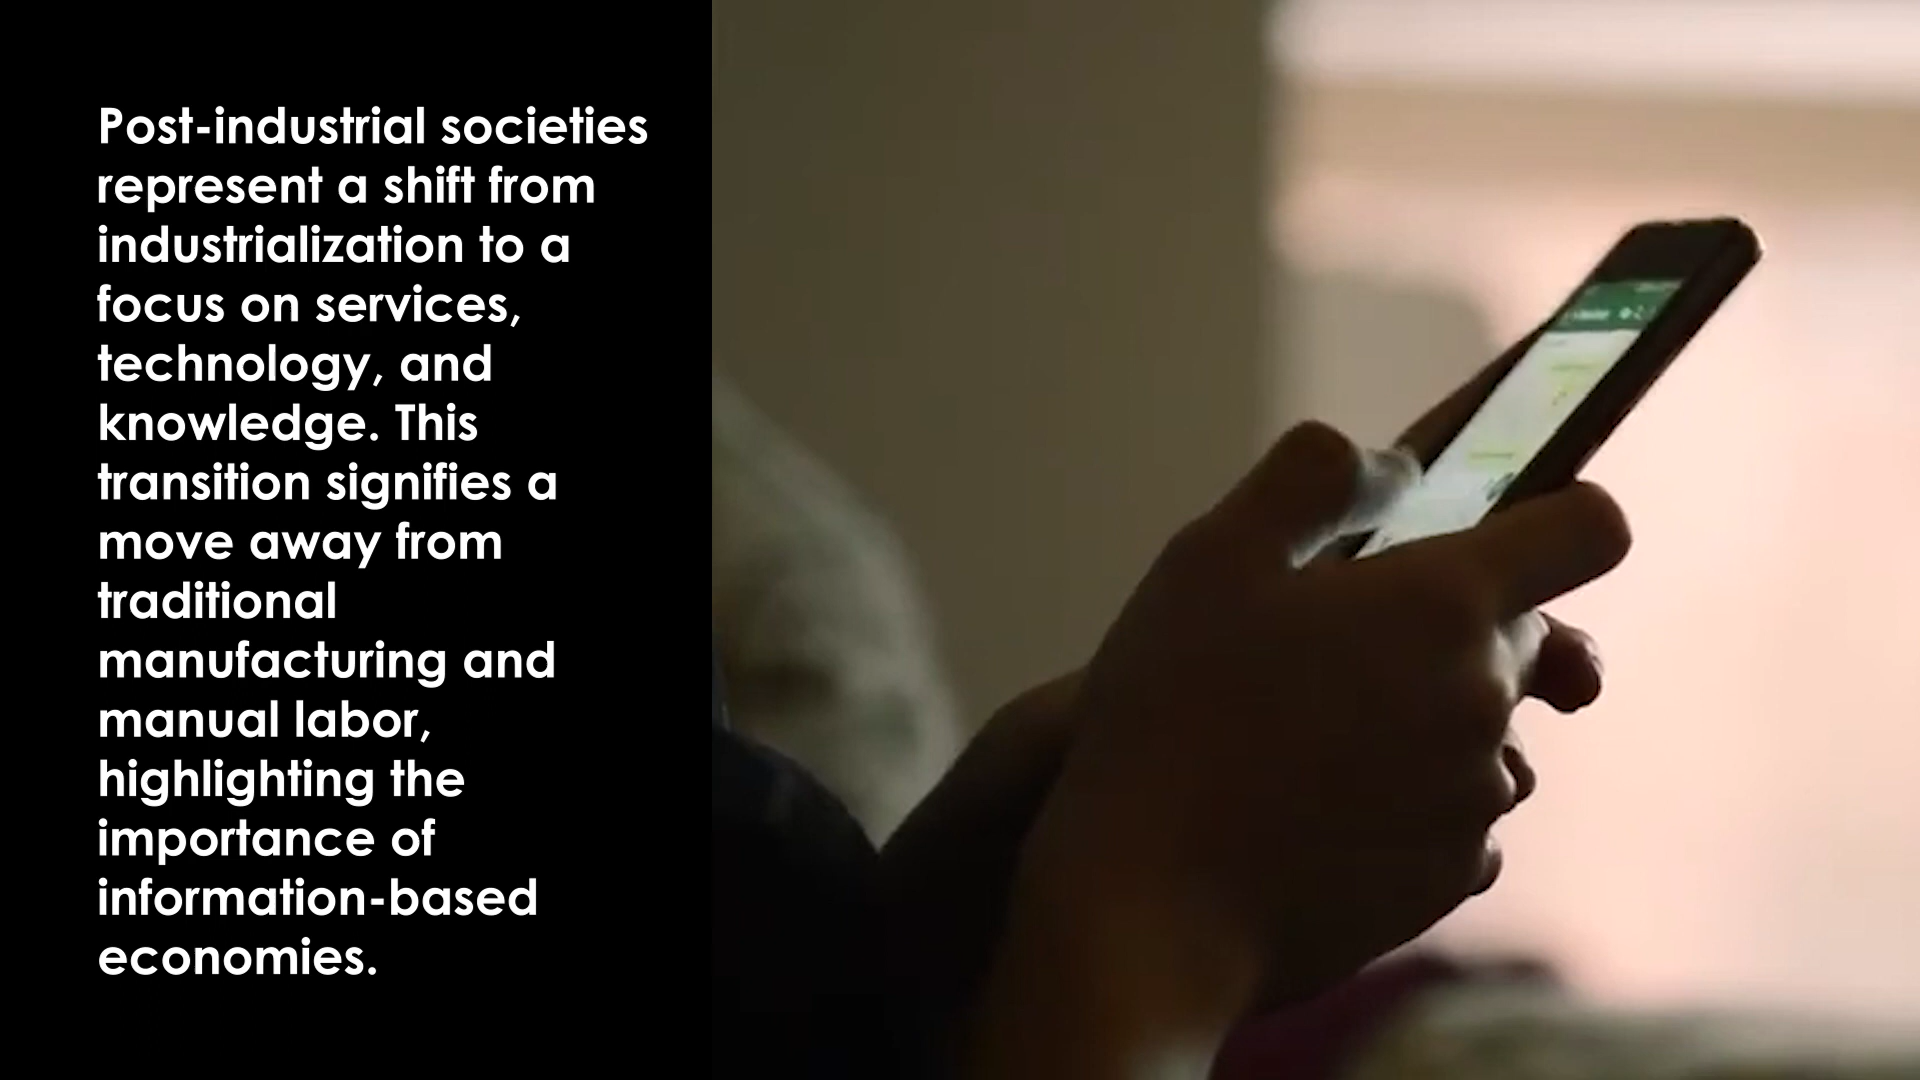 Post-industrial societies
represent a shift from
industrialization to a
focus on services,
technology, and
knowledge. This
transition signifies a
move away from
traditional
manufacturing and
manual labor,
highlighting the
importance of
information-based
economies.